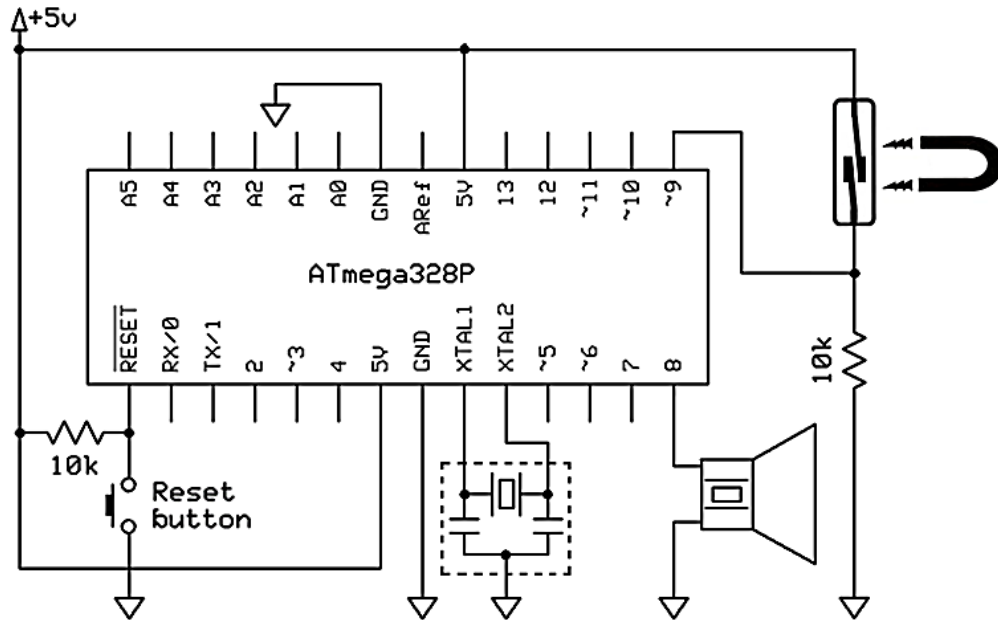 +5v
A5 A4 A3 A2 A1 A0 GND ARef 5V 13 12 ~11 ~10 ~9
ATmega328P
RESET RX/0 TX/1 2 ~3 4 5V GND XTAL1 XTAL2 ~5 ~6 7 8
10k
10k
Reset
button